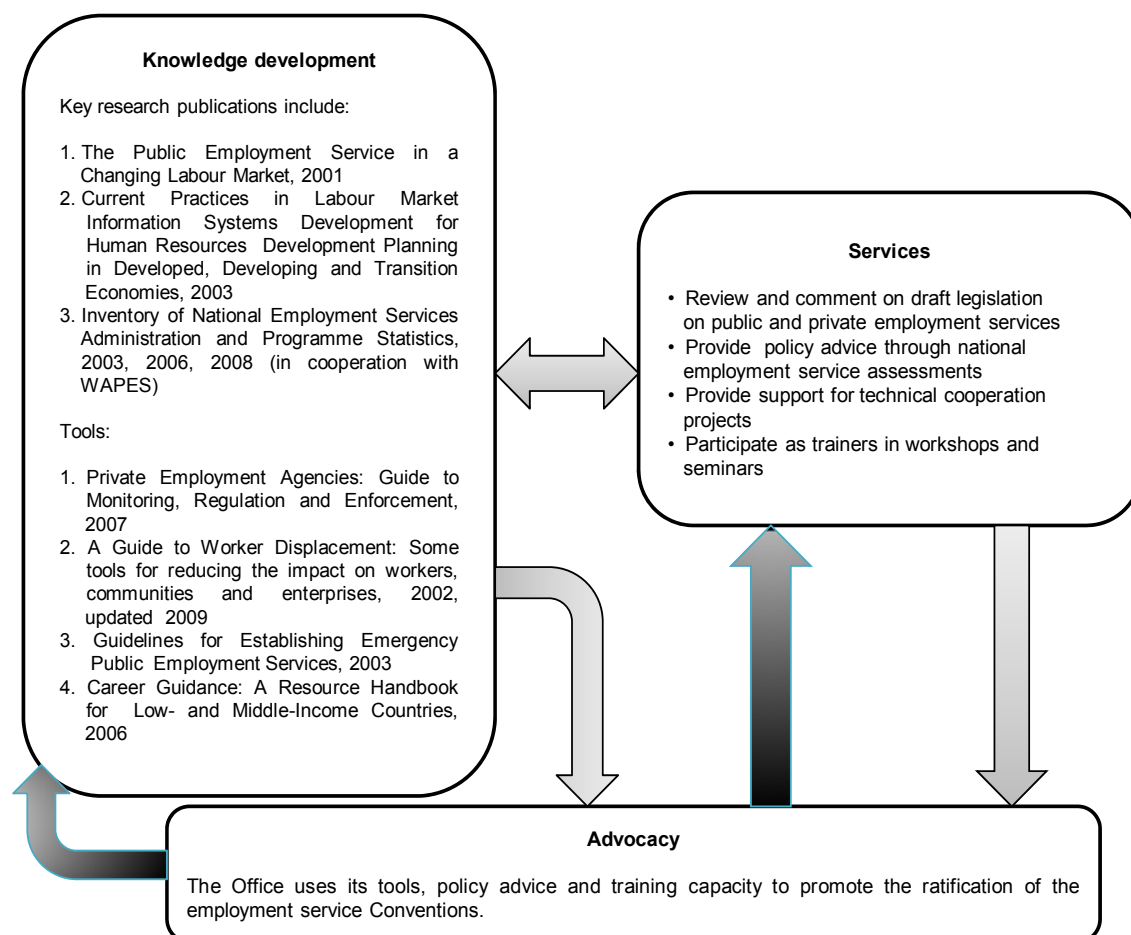 Knowledge development
Key research publications include:
1. The Public Employment Service in a
Changing Labour Market, 2001
2. Current Practices in Labour Market
Information Systems Development for
Human Resources Development Planning
in Developed, Developing and Transition
Economies, 2003
3. Inventory of National Employment Services
Administration and Programme Statistics,
2003, 2006, 2008 (in cooperation with
WAPES)
Tools:
1. Private Employment Agencies: Guide to
Monitoring, Regulation and Enforcement,
2007
2. A Guide to Worker Displacement: Some
tools for reducing the impact on workers,
communities and enterprises, 2002,
updated 2009
3. Guidelines for Establishing Emergency
Public Employment Services, 2003
4. Career Guidance: A Resource Handbook
for Low- and Middle-Income Countries,
2006
Services
• Review and comment on draft legislation
on public and private employment services
• Provide policy advice through national
employment service assessments
• Provide support for technical cooperation
projects
• Participate as trainers in workshops and
seminars
Advocacy
The Office uses its tools, policy advice and training capacity to promote the ratification of the
employment service Conventions.